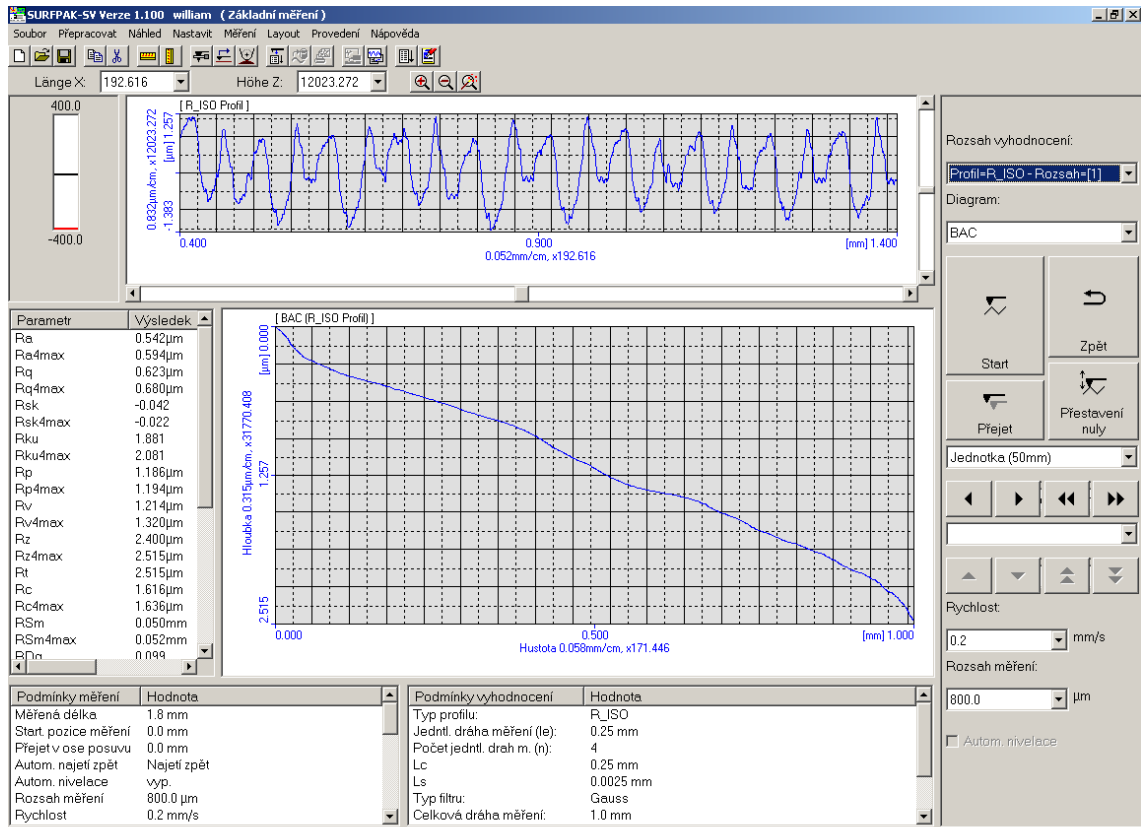 SURFPAK-SV Verze 1.100 william ( Základní měření )
Soubor Přepracovat Náhled Nastavit Měření Layout Provedení Nápověda
Länge X: 192.616 Höhe Z: 12023.272
400.0
-400.0
[ R_ISO Profil ]
0.832µm/cm, x12023.272
-1.383 [µm] 1.257
0.400 0.900 [mm] 1.400
0.052mm/cm, x192.616
Parametr Výsledek
Ra 0.542µm
Ra4max 0.594µm
Rq 0.623µm
Rq4max 0.680µm
Rsk -0.042
Rsk4max -0.022
Rku 1.881
Rku4max 2.081
Rp 1.186µm
Rp4max 1.194µm
Rv 1.214µm
Rv4max 1.320µm
Rz 2.400µm
Rz4max 2.515µm
Rt 2.515µm
Rc 1.616µm
Rc4max 1.636µm
RSm 0.050mm
RSm4max 0.052mm
RDq 0.099
[ BAC (R_ISO Profil) ]
Hloubka 0.315µm/cm, x31770.408
2.515 1.257 [µm] 0.000
0.000 0.500 [mm] 1.000
Hustota 0.058mm/cm, x171.446
Podmínky měření Hodnota
Měřená délka 1.8 mm
Start. pozice měření 0.0 mm
Přejet v ose posuvu 0.0 mm
Autom. najetí zpět Najetí zpět
Autom. nivelace vyp.
Rozsah měření 800.0 µm
Rychlost 0.2 mm/s
Podmínky vyhodnocení Hodnota
Typ profilu: R_ISO
Jedntl. dráha měření (le): 0.25 mm
Počet jedntl. drah m. (n): 4
Lc 0.25 mm
Ls 0.0025 mm
Typ filtru: Gauss
Celková dráha měření: 1.0 mm
Rozsah vyhodnocení:
Profil=R_ISO - Rozsah=[1]
Diagram:
BAC
Start
Zpět
Přejet
Přestavení
nuly
Jednotka (50mm)
Rychlost:
0.2 mm/s
Rozsah měření:
800.0 µm
Autom. nivelace